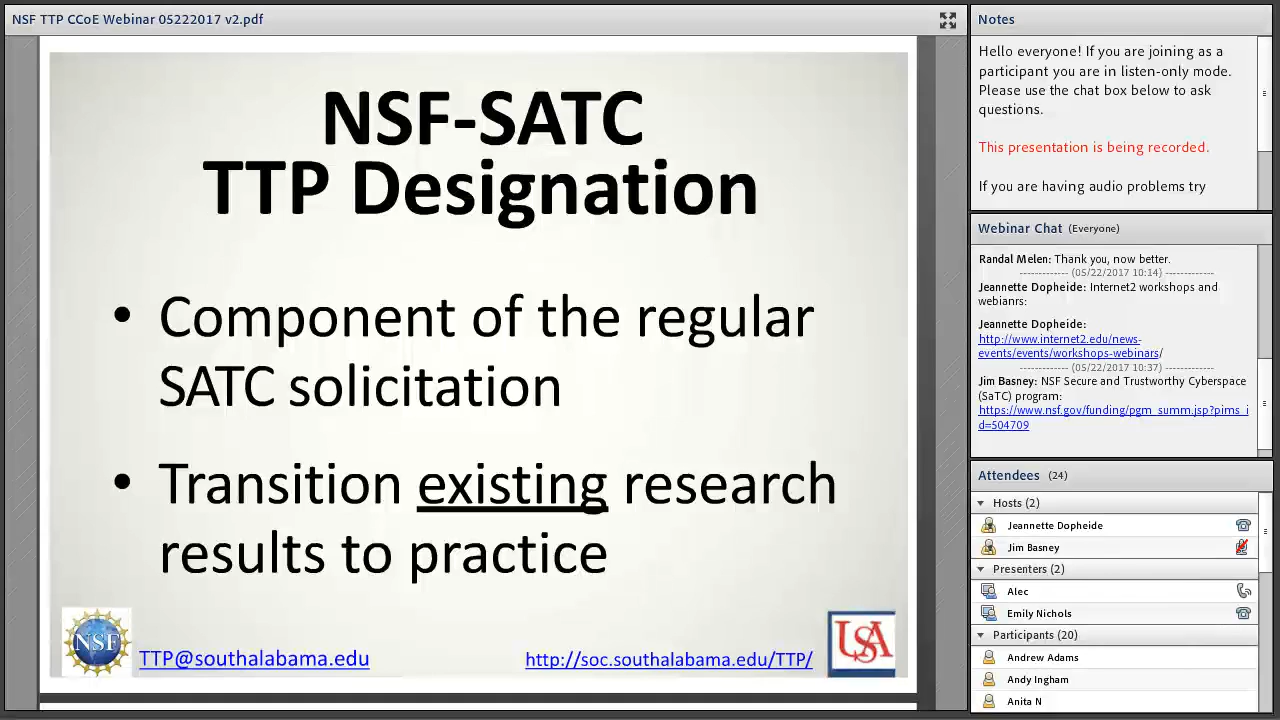 NSF TTP CCoE Webinar 05222017 v2.pdf
NSF-SATC
TTP Designation
• Component of the regular
SATC solicitation
• Transition existing research
results to practice
NSF
TTP@southalabama.edu
http://soc.southalabama.edu/TTP/
USA
Notes
Hello everyone! If you are joining as a
participant you are in listen-only mode.
Please use the chat box below to ask
questions.
This presentation is being recorded.
If you are having audio problems try
Webinar Chat (Everyone)
Randal Melen: Thank you, now better.
------------- (05/22/2017 10:14) -------------
Jeannette Dopheide: Internet2 workshops and
webianrs:
Jeannette Dopheide:
http://www.internet2.edu/news-
events/events/workshops-webinars/
------------- (05/22/2017 10:37) -------------
Jim Basney: NSF Secure and Trustworthy Cyberspace
(SaTC) program:
https://www.nsf.gov/funding/pgm_summ.jsp?pims_i
d=504709
Attendees (24)
Hosts (2)
Jeannette Dopheide
Jim Basney
Presenters (2)
Alec
Emily Nichols
Participants (20)
Andrew Adams
Andy Ingham
Anita N